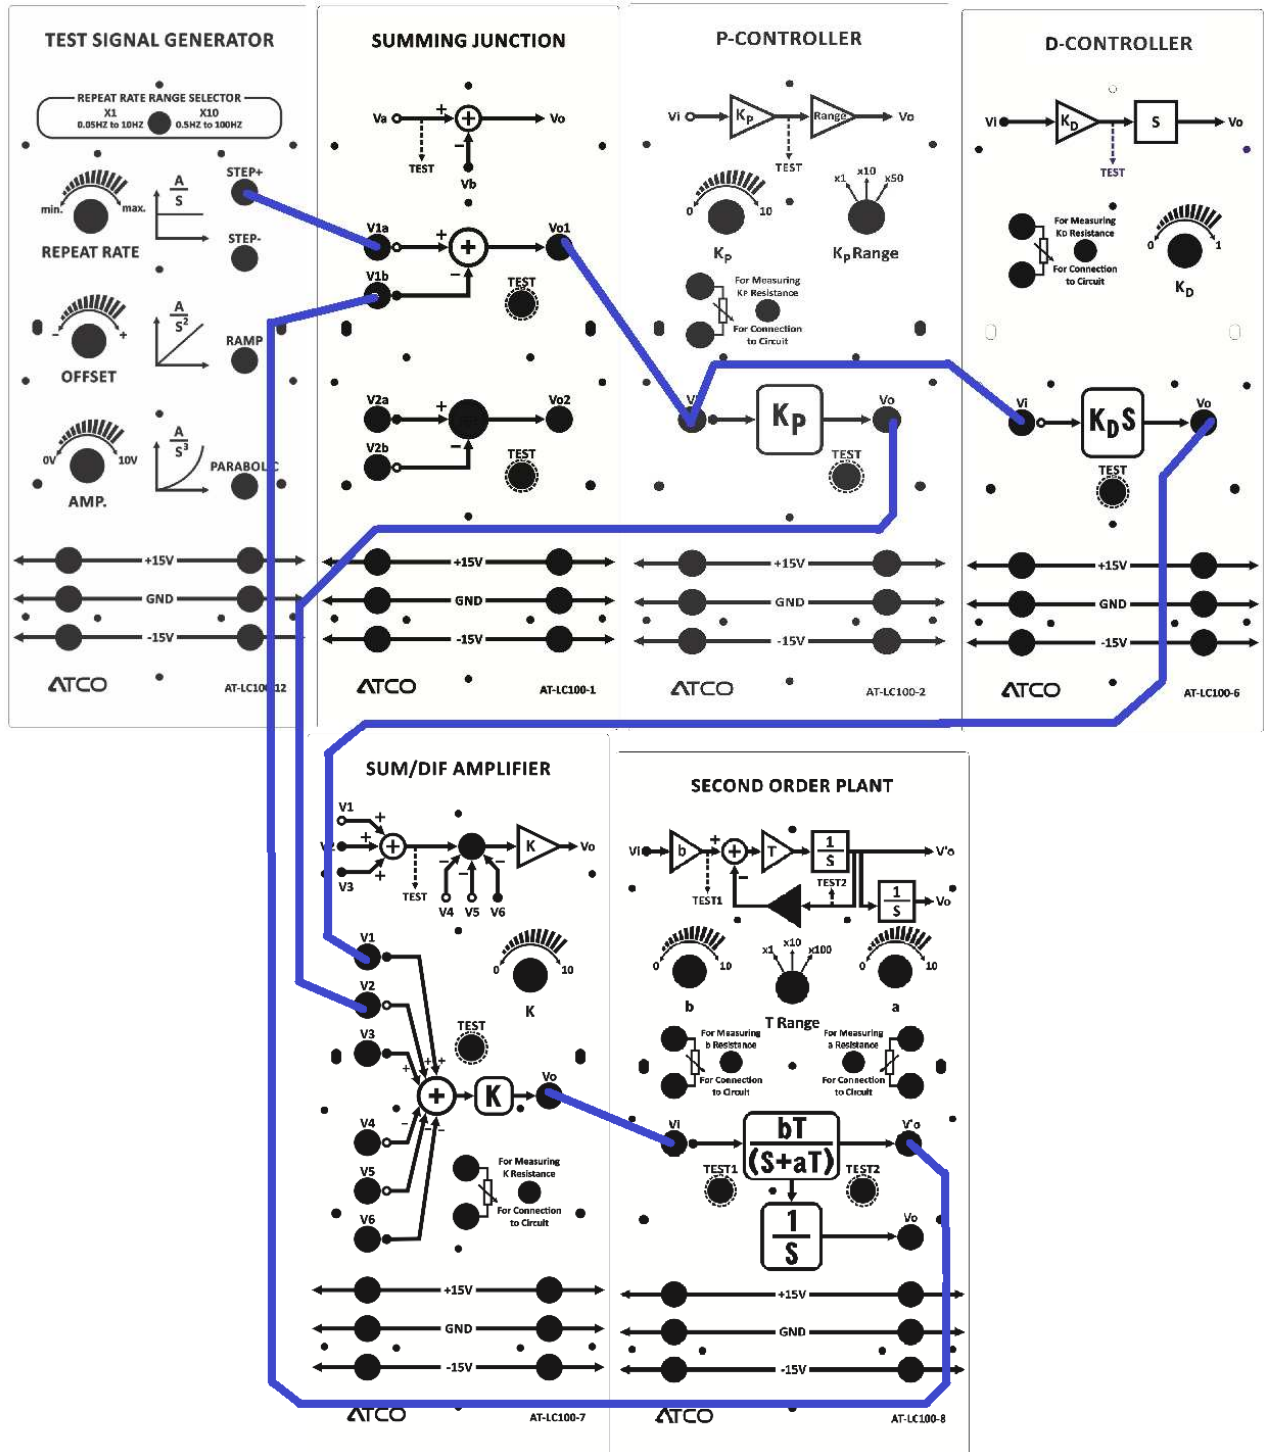 TEST SIGNAL GENERATOR
REPEAT RATE RANGE SELECTOR
X1
X10
0.05HZ to 10HZ
0.5HZ to 100HZ
min.
max.
A
S
STEP+
REPEAT RATE
STEP-
-
+
A
S²
RAMP
OFFSET
0V
10V
A
S³
PARABOLIC
AMP.
+15V
GND
-15V
ATCO
AT-LC100-12
SUMMING JUNCTION
Va
+
+
Vo
−
TEST
Vb
V1a
+
+
Vo1
V1b
−
TEST
V2a
+
Vo2
V2b
−
TEST
+15V
GND
-15V
ATCO
AT-LC100-1
P-CONTROLLER
Vi
KP
Range
Vo
TEST
0
10
KP
x1
x10
x50
KP Range
For Measuring
KP Resistance
For Connection
to Circuit
KP
Vo
TEST
+15V
GND
-15V
ATCO
AT-LC100-2
D-CONTROLLER
Vi
KD
S
Vo
TEST
For Measuring
KD Resistance
For Connection
to Circuit
0
1
KD
Vi
KDS
Vo
TEST
+15V
GND
-15V
ATCO
AT-LC100-6
SUM/DIF AMPLIFIER
V1
+
+
V3
+
+
TEST
−
−
−
V4
V5
V6
K
Vo
0
10
K
V1
V2
V3
+
+
+
TEST
+
K
Vo
V4
V5
V6
−
−
−
For Measuring
K Resistance
For Connection
to Circuit
+15V
GND
-15V
ATCO
AT-LC100-7
SECOND ORDER PLANT
Vi
b
+
+
−
T
1
S
V'o
TEST1
TEST2
1
S
Vo
0
10
b
x1
x10
x100
T Range
0
10
a
For Measuring
b Resistance
For Connection
to Circuit
For Measuring
a Resistance
For Connection
to Circuit
Vi
bT
(S+aT)
V'o
TEST1
TEST2
1
S
Vo
+15V
GND
-15V
ATCO
AT-LC100-8